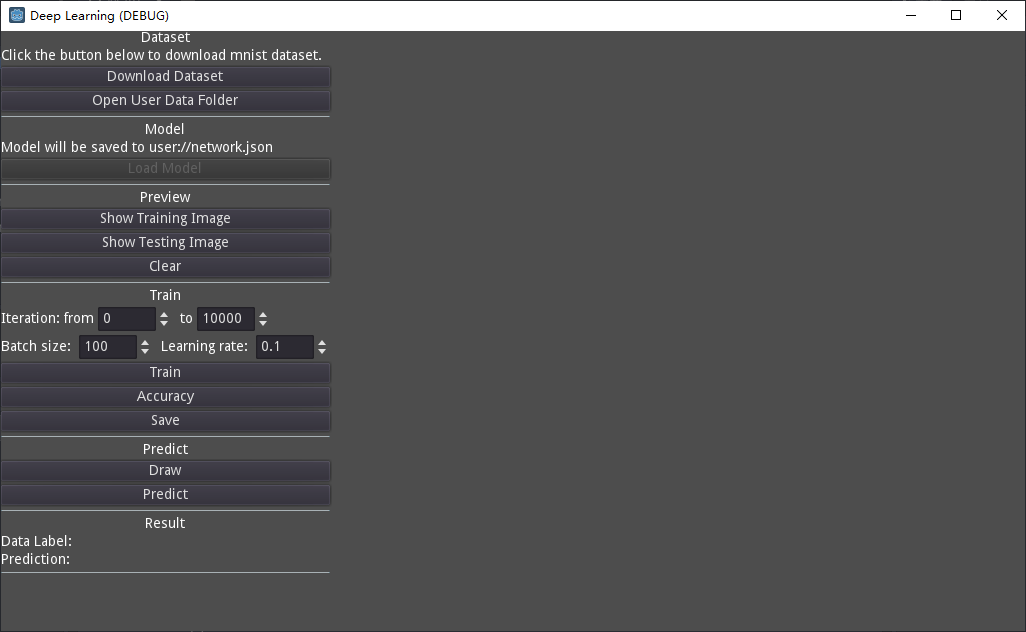 Deep Learning (DEBUG)
Dataset
Click the button below to download mnist dataset.
Download Dataset
Open User Data Folder
Model
Model will be saved to user://network.json
Load Model
Preview
Show Training Image
Show Testing Image
Clear
Train
Iteration: from 0 to 10000
Batch size: 100 Learning rate: 0.1
Train
Accuracy
Save
Predict
Draw
Predict
Result
Data Label:
Prediction: